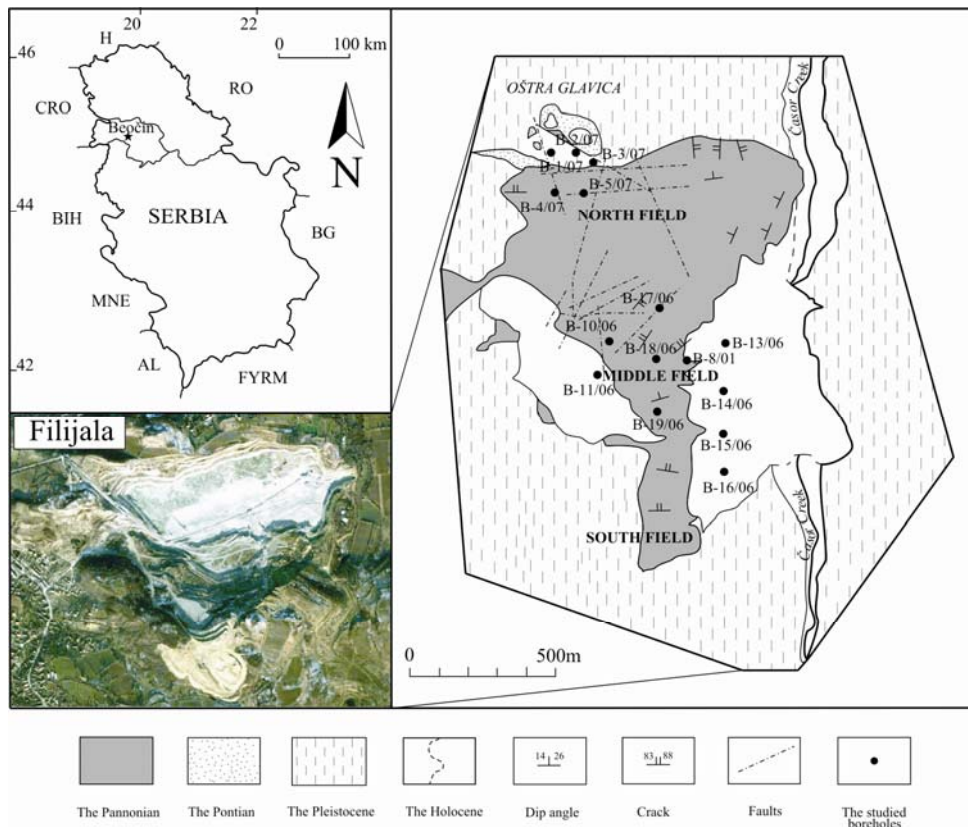 20
22
H
0 100 km
46
RO
CRO
Beočin
N
44
BIH
SERBIA
BG
MNE
42
AL
FYRM
Filijala
OŠTRA GLAVICA
Časor Creek
B-2/07
B-3/07
B-1/07
B-5/07
B-4/07
NORTH FIELD
B-17/06
B-10/06
B-13/06
B-18/06
B-8/01
MIDDLE FIELD
B-11/06
B-14/06
B-19/06
B-15/06
B-16/06
SOUTH FIELD
Creek
0 500m
14 26
83 88
The Pannonian
The Pontian
The Pleistocene
The Holocene
Dip angle
Crack
Faults
The studied
boreholes